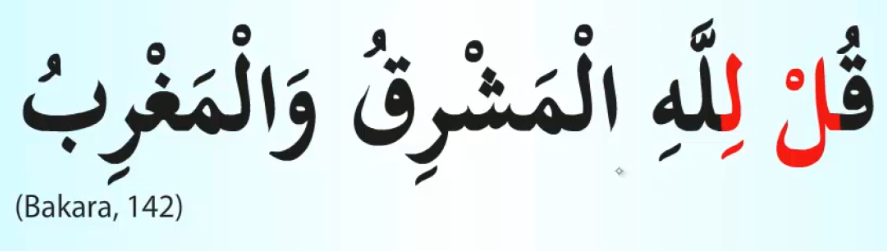 قُلْ لِلَّهِ الْمَشْرِقُ وَالْمَغْرِبُ
(Bakara, 142)